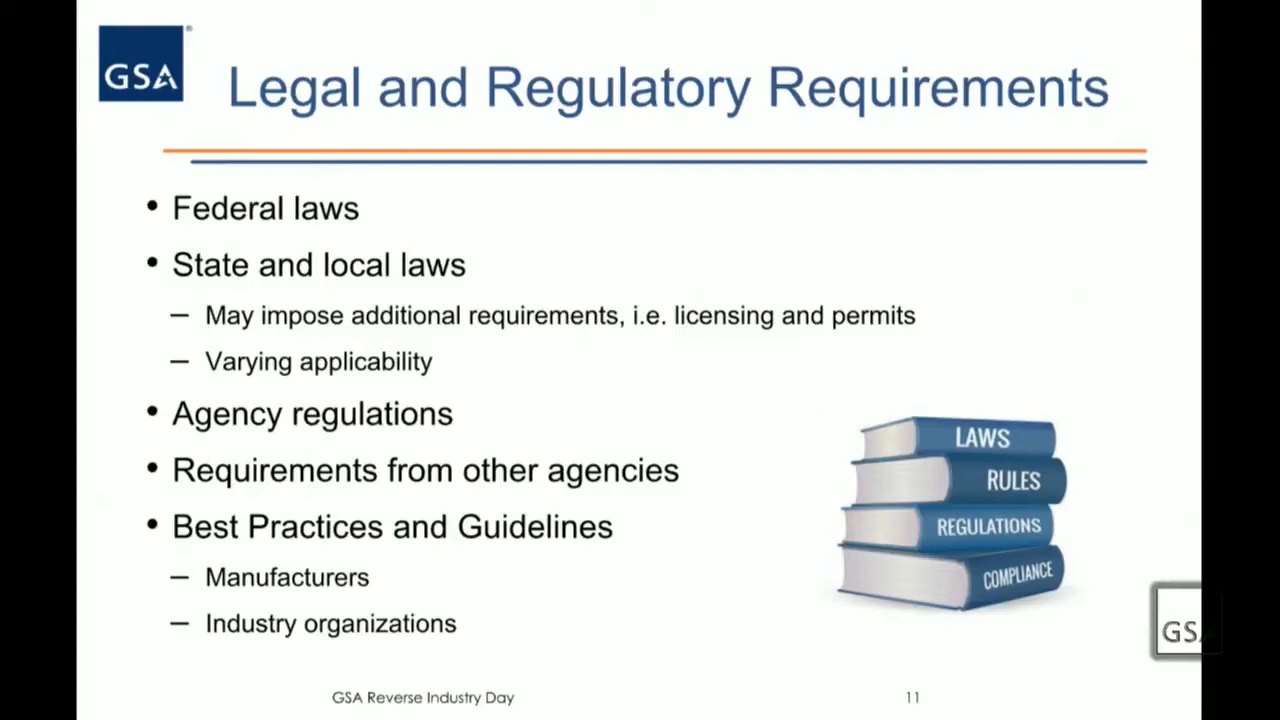 GSA
Legal and Regulatory Requirements
• Federal laws
• State and local laws
– May impose additional requirements, i.e. licensing and permits
– Varying applicability
• Agency regulations
• Requirements from other agencies
• Best Practices and Guidelines
– Manufacturers
– Industry organizations
LAWS
RULES
REGULATIONS
COMPLIANCE
GSA
GSA Reverse Industry Day
11